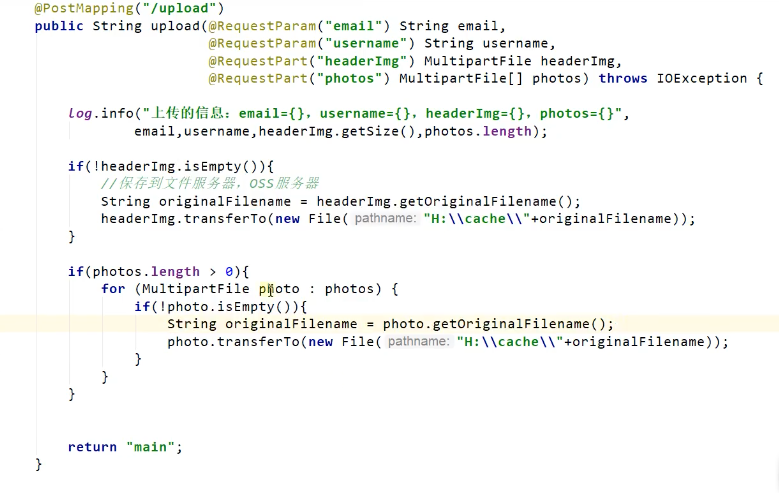 @PostMapping("/upload")
public String upload(@RequestParam("email") String email,
@RequestParam("username") String username,
@RequestPart("headerImg") MultipartFile headerImg,
@RequestPart("photos") MultipartFile[] photos) throws IOException {
log.info("上传的信息：email={}，username={}，headerImg={}，photos={}",
email,username,headerImg.getSize(),photos.length);
if(!headerImg.isEmpty()){
//保存到文件服务器，OSS服务器
String originalFilename = headerImg.getOriginalFilename();
headerImg.transferTo(new File( pathname: "H:\\cache\\"+originalFilename));
}
if(photos.length > 0){
for (MultipartFile photo : photos) {
if(!photo.isEmpty()){
String originalFilename = photo.getOriginalFilename();
photo.transferTo(new File( pathname: "H:\\cache\\"+originalFilename));
}
}
}
return "main";
}